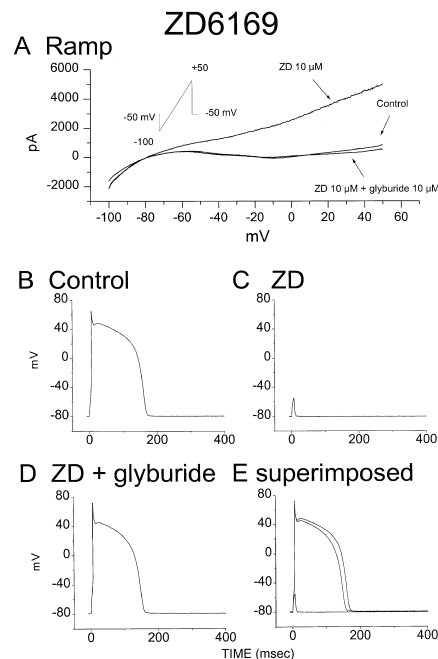 ZD6169
A Ramp
6000
4000
2000
0
-2000
pA
+50
-50 mV
-50 mV
-100
ZD 10 µM
Control
ZD 10 µM + glyburide 10 µM
-100 -80 -60 -40 -20 0 20 40 60
mV
B Control
80
40
0
-40
-80
mV
0 200 400
C ZD
80
40
0
-40
-80
0 200 400
D ZD + glyburide
80
40
0
-40
-80
mV
0 200 400
E superimposed
80
40
0
-40
-80
0 200 400
TIME (msec)